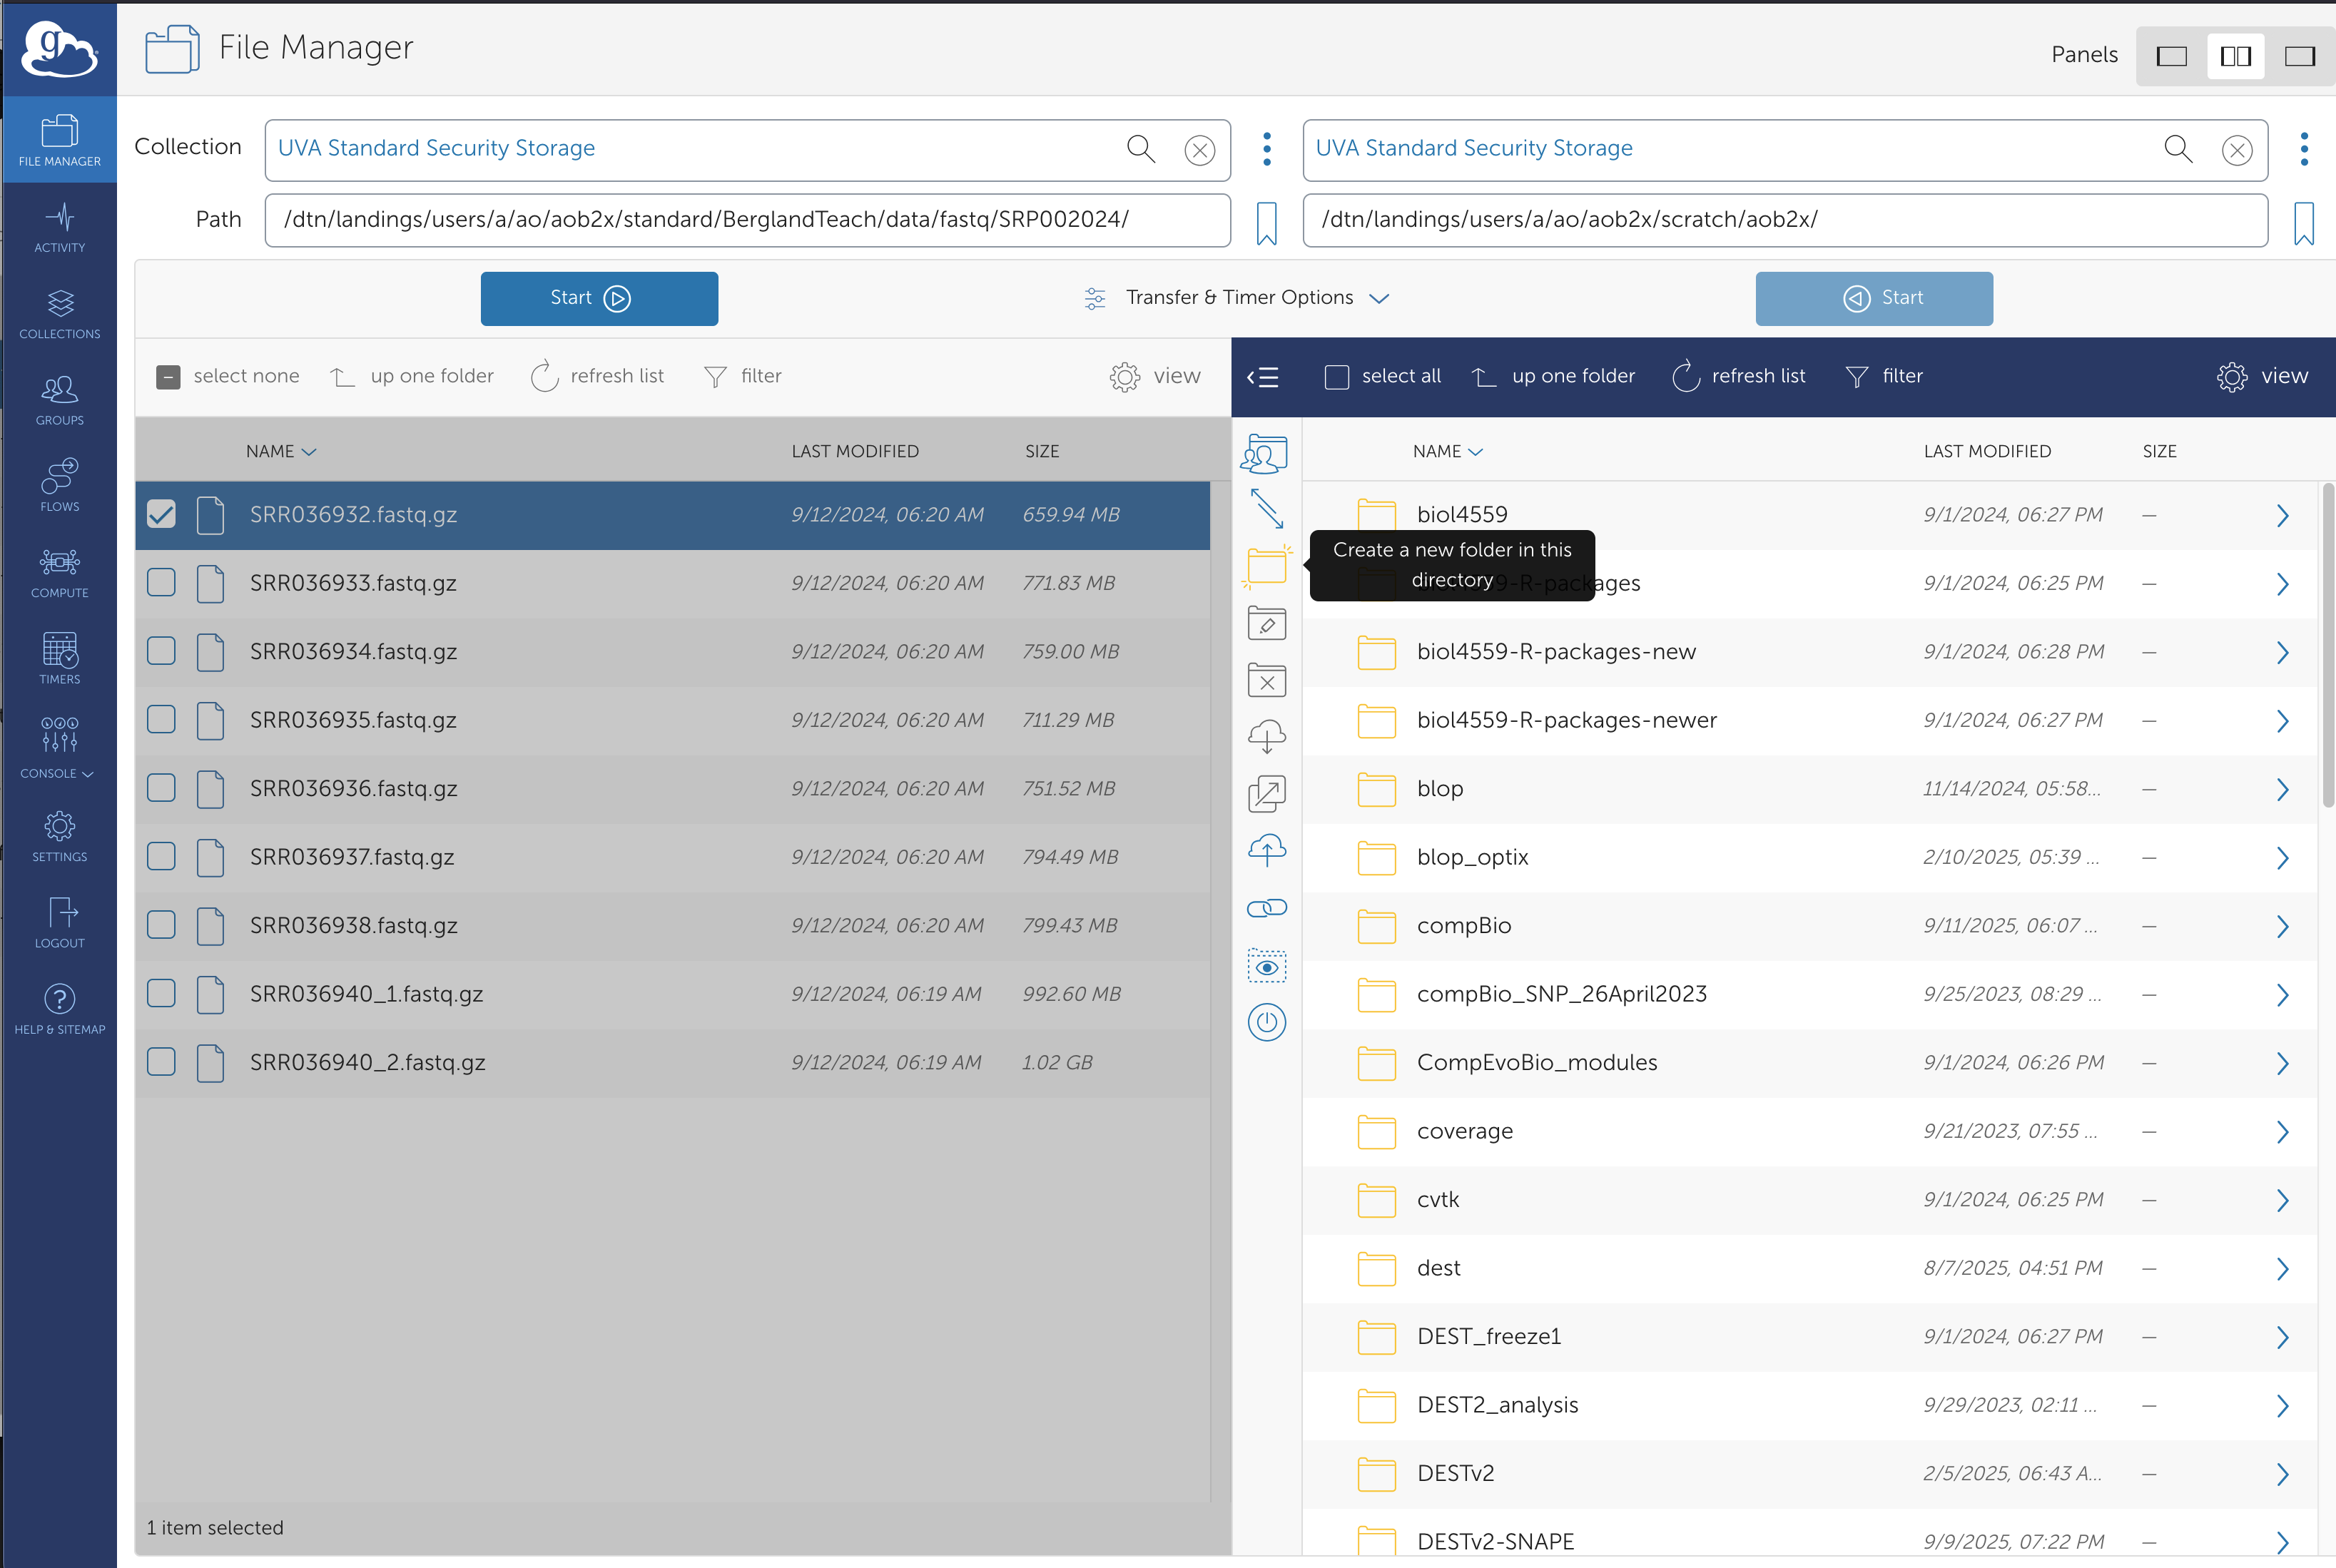 g
File Manager
Panels
FILE MANAGER
ACTIVITY
COLLECTIONS
GROUPS
FLOWS
COMPUTE
TIMERS
CONSOLE
SETTINGS
LOGOUT
HELP & SITEMAP
Collection
UVA Standard Security Storage
UVA Standard Security Storage
Path
/dtn/landings/users/a/ao/aob2x/standard/BerglandTeach/data/fastq/SRP002024/
/dtn/landings/users/a/ao/aob2x/scratch/aob2x/
Start
Transfer & Timer Options
Start
select none
up one folder
refresh list
filter
view
select all
up one folder
refresh list
filter
view
NAME LAST MODIFIED SIZE
SRR036932.fastq.gz 9/12/2024, 06:20 AM 659.94 MB
SRR036933.fastq.gz 9/12/2024, 06:20 AM 771.83 MB
SRR036934.fastq.gz 9/12/2024, 06:20 AM 759.00 MB
SRR036935.fastq.gz 9/12/2024, 06:20 AM 711.29 MB
SRR036936.fastq.gz 9/12/2024, 06:20 AM 751.52 MB
SRR036937.fastq.gz 9/12/2024, 06:20 AM 794.49 MB
SRR036938.fastq.gz 9/12/2024, 06:20 AM 799.43 MB
SRR036940_1.fastq.gz 9/12/2024, 06:19 AM 992.60 MB
SRR036940_2.fastq.gz 9/12/2024, 06:19 AM 1.02 GB
1 item selected
NAME LAST MODIFIED SIZE
biol4559 9/1/2024, 06:27 PM —
Create a new folder in this
directory
biol4559-R-packages 9/1/2024, 06:25 PM —
biol4559-R-packages-new 9/1/2024, 06:28 PM —
biol4559-R-packages-newer 9/1/2024, 06:27 PM —
blop 11/14/2024, 05:58... —
blop_optix 2/10/2025, 05:39 ... —
compBio 9/11/2025, 06:07 ... —
compBio_SNP_26April2023 9/25/2023, 08:29 ... —
CompEvoBio_modules 9/1/2024, 06:26 PM —
coverage 9/21/2023, 07:55 ... —
cvtk 9/1/2024, 06:25 PM —
dest 8/7/2025, 04:51 PM —
DEST_freeze1 9/1/2024, 06:27 PM —
DEST2_analysis 9/29/2023, 02:11 ... —
DESTv2 2/5/2025, 06:43 A... —
DESTv2-SNAPE 9/9/2025, 07:22 PM —